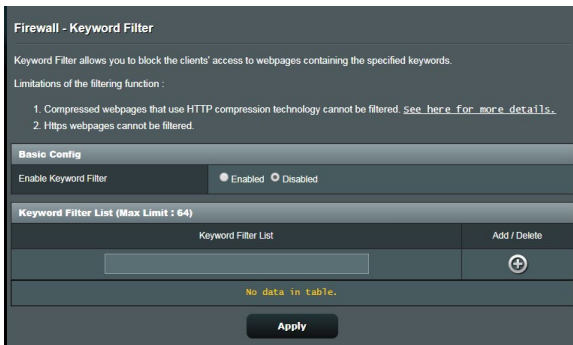 Firewall - Keyword Filter
Keyword Filter allows you to block the clients' access to webpages containing the specified keywords.
Limitations of the filtering function :
1. Compressed webpages that use HTTP compression technology cannot be filtered. See here for more details.
2. Https webpages cannot be filtered.
Basic Config
Enable Keyword Filter Enabled Disabled
Keyword Filter List (Max Limit : 64)
Keyword Filter List Add / Delete
No data in table.
Apply